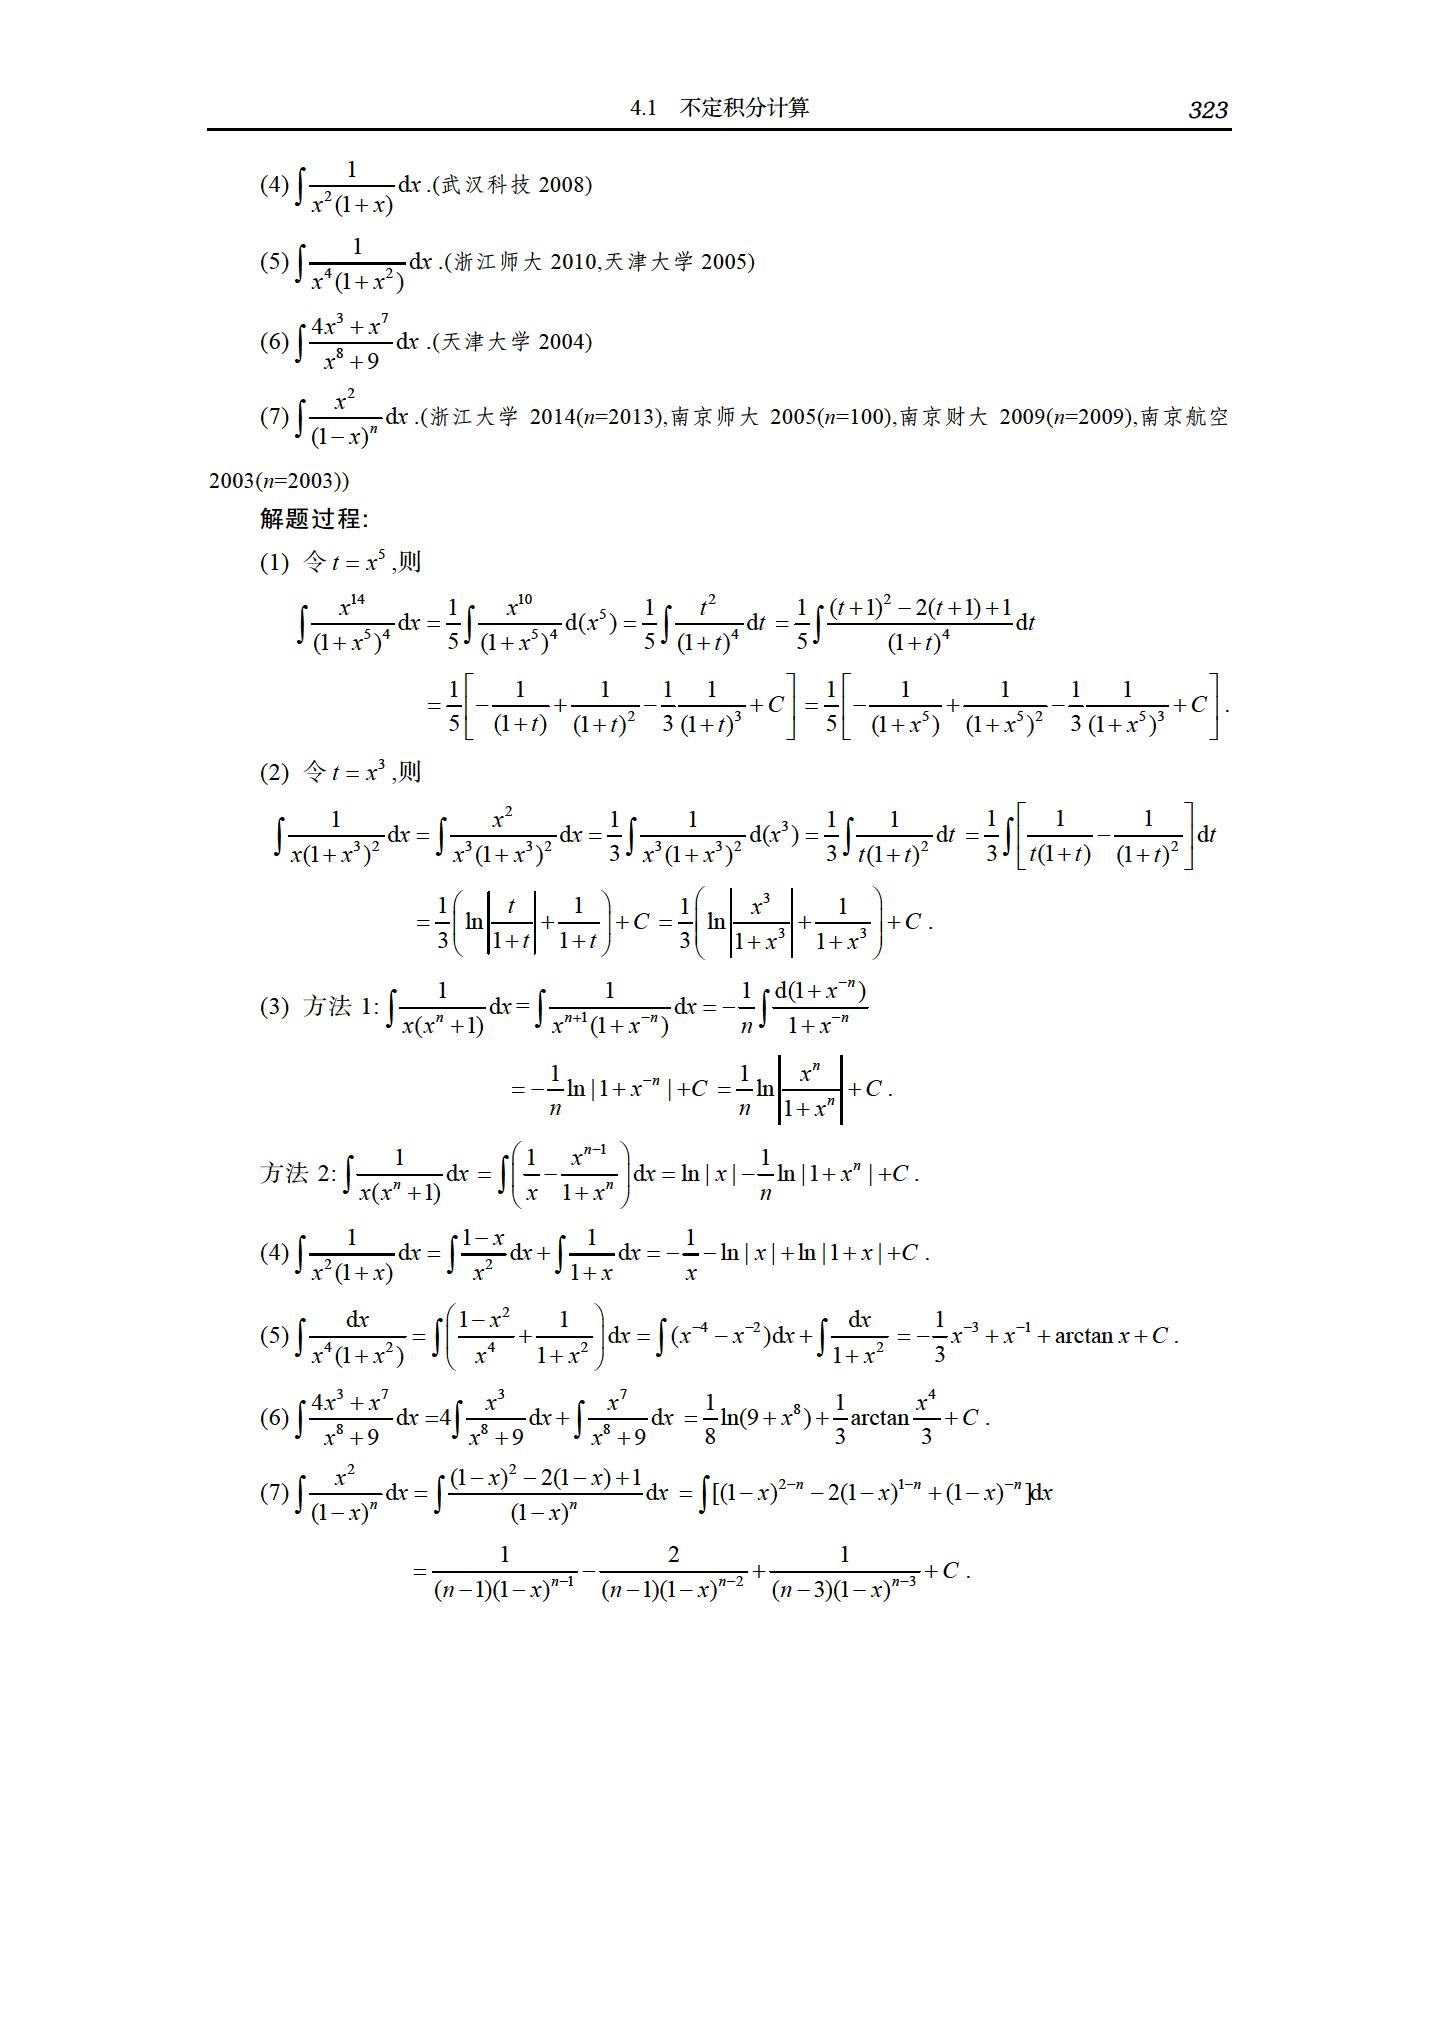 4.1 不定积分计算 323
(4) $\int \frac{1}{x^2(1+x)}dx$.(武汉科技 2008)
(5) $\int \frac{1}{x^4(1+x^2)}dx$.(浙江师大 2010,天津大学 2005)
(6) $\int \frac{4x^3+x^7}{x^8+9}dx$.(天津大学 2004)
(7) $\int \frac{x^2}{(1-x)^n}dx$.(浙江大学 2014(n=2013),南京师大 2005(n=100),南京财大 2009(n=2009),南京航空
2003(n=2003))
解题过程:
(1) 令 $t=x^5$,则
$\int \frac{x^{14}}{(1+x^5)^4}dx = \frac{1}{5}\int \frac{x^{10}}{(1+x^5)^4}d(x^5) = \frac{1}{5}\int \frac{t^2}{(1+t)^4}dt = \frac{1}{5}\int \frac{(t+1)^2-2(t+1)+1}{(1+t)^4}dt$
$= \frac{1}{5}\left[-\frac{1}{(1+t)}+\frac{1}{(1+t)^2}-\frac{1}{3}\frac{1}{(1+t)^3}+C\right] = \frac{1}{5}\left[-\frac{1}{(1+x^5)}+\frac{1}{(1+x^5)^2}-\frac{1}{3}\frac{1}{(1+x^5)^3}+C\right]$.
(2) 令 $t=x^3$,则
$\int \frac{1}{x(1+x^3)^2}dx = \int \frac{x^2}{x^3(1+x^3)^2}dx = \frac{1}{3}\int \frac{1}{x^3(1+x^3)^2}d(x^3) = \frac{1}{3}\int \frac{1}{t(1+t)^2}dt = \frac{1}{3}\int \left[\frac{1}{t(1+t)}-\frac{1}{(1+t)^2}\right]dt$
$= \frac{1}{3}\left(\ln\left|\frac{t}{1+t}\right|+\frac{1}{1+t}\right)+C = \frac{1}{3}\left(\ln\left|\frac{x^3}{1+x^3}\right|+\frac{1}{1+x^3}\right)+C$.
(3) 方法 1: $\int \frac{1}{x(x^n+1)}dx = \int \frac{1}{x^{n+1}(1+x^{-n})}dx = -\frac{1}{n}\int \frac{d(1+x^{-n})}{1+x^{-n}}$
$= -\frac{1}{n}\ln|1+x^{-n}|+C = \frac{1}{n}\ln\left|\frac{x^n}{1+x^n}\right|+C$.
方法 2: $\int \frac{1}{x(x^n+1)}dx = \int \left(\frac{1}{x}-\frac{x^{n-1}}{1+x^n}\right)dx = \ln|x|-\frac{1}{n}\ln|1+x^n|+C$.
(4) $\int \frac{1}{x^2(1+x)}dx = \int \frac{1-x}{x^2}dx + \int \frac{1}{1+x}dx = -\frac{1}{x}-\ln|x|+\ln|1+x|+C$.
(5) $\int \frac{dx}{x^4(1+x^2)} = \int \left(\frac{1-x^2}{x^4}+\frac{1}{1+x^2}\right)dx = \int (x^{-4}-x^{-2})dx + \int \frac{dx}{1+x^2} = -\frac{1}{3}x^{-3}+x^{-1}+\arctan x+C$.
(6) $\int \frac{4x^3+x^7}{x^8+9}dx = 4\int \frac{x^3}{x^8+9}dx + \int \frac{x^7}{x^8+9}dx = \frac{1}{8}\ln(9+x^8)+\frac{1}{3}\arctan\frac{x^4}{3}+C$.
(7) $\int \frac{x^2}{(1-x)^n}dx = \int \frac{(1-x)^2-2(1-x)+1}{(1-x)^n}dx = \int [(1-x)^{2-n}-2(1-x)^{1-n}+(1-x)^{-n}]dx$
$= \frac{1}{(n-1)(1-x)^{n-1}}-\frac{2}{(n-1)(1-x)^{n-2}}+\frac{1}{(n-3)(1-x)^{n-3}}+C$.